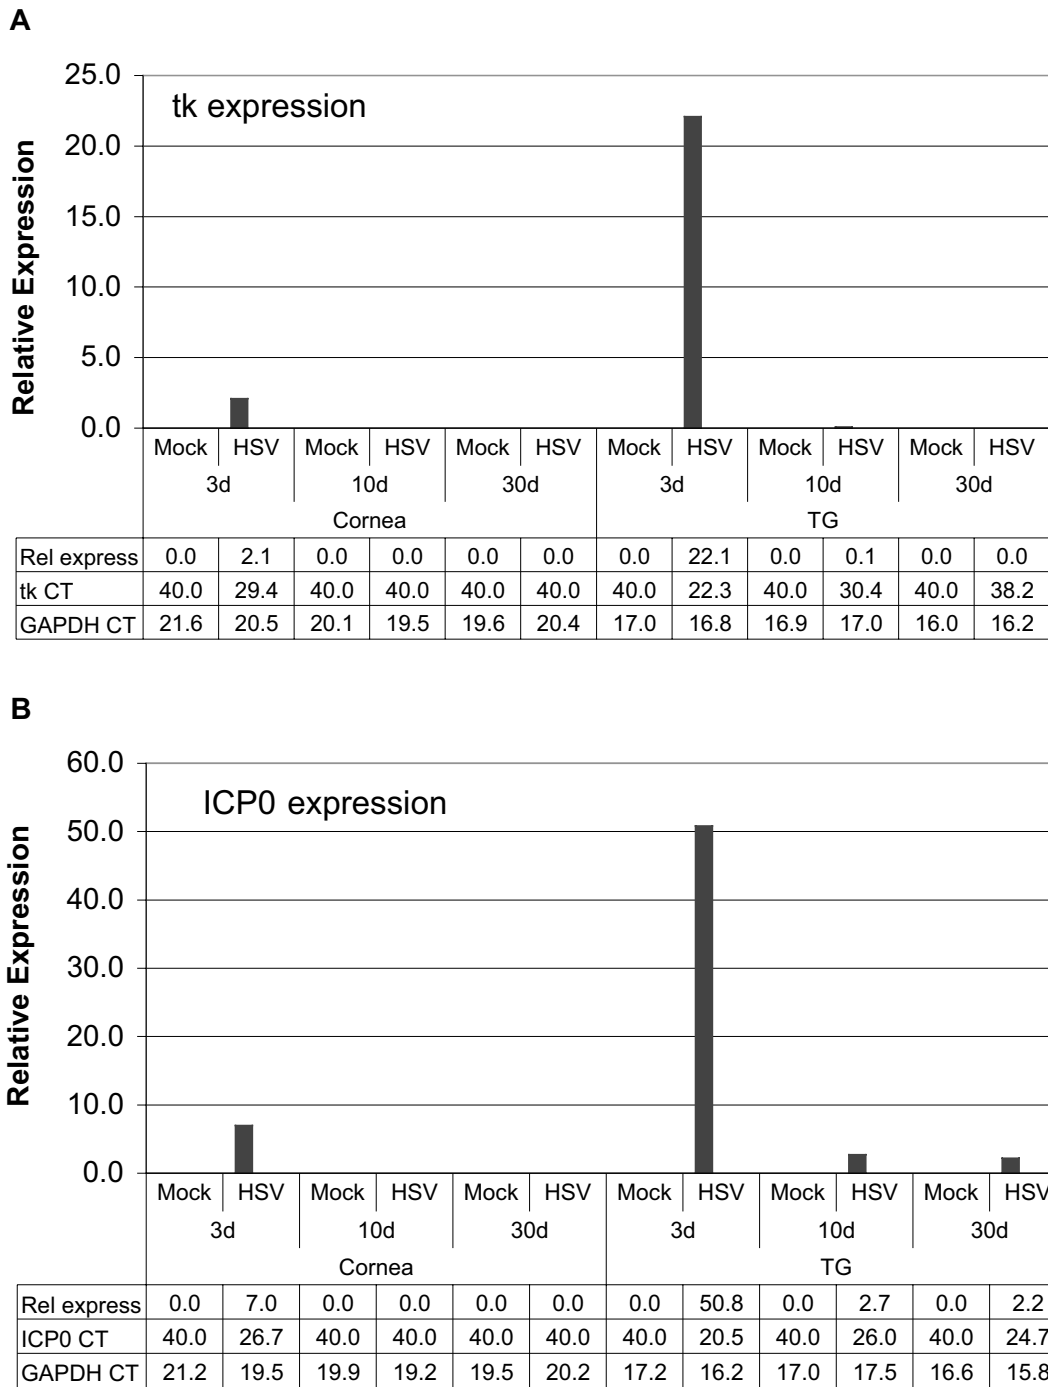 A
25.0
tk expression
20.0
15.0
10.0
5.0
0.0
Relative Expression
Mock HSV Mock HSV Mock HSV Mock HSV Mock HSV Mock HSV
3d 10d 30d 3d 10d 30d
Cornea TG
Rel express 0.0 2.1 0.0 0.0 0.0 0.0 0.0 22.1 0.0 0.1 0.0 0.0
tk CT 40.0 29.4 40.0 40.0 40.0 40.0 40.0 22.3 40.0 30.4 40.0 38.2
GAPDH CT 21.6 20.5 20.1 19.5 19.6 20.4 17.0 16.8 16.9 17.0 16.0 16.2
B
60.0
ICP0 expression
50.0
40.0
30.0
20.0
10.0
0.0
Relative Expression
Mock HSV Mock HSV Mock HSV Mock HSV Mock HSV Mock HSV
3d 10d 30d 3d 10d 30d
Cornea TG
Rel express 0.0 7.0 0.0 0.0 0.0 0.0 0.0 50.8 0.0 2.7 0.0 2.2
ICP0 CT 40.0 26.7 40.0 40.0 40.0 40.0 40.0 20.5 40.0 26.0 40.0 24.7
GAPDH CT 21.2 19.5 19.9 19.2 19.5 20.2 17.2 16.2 17.0 17.5 16.6 15.8